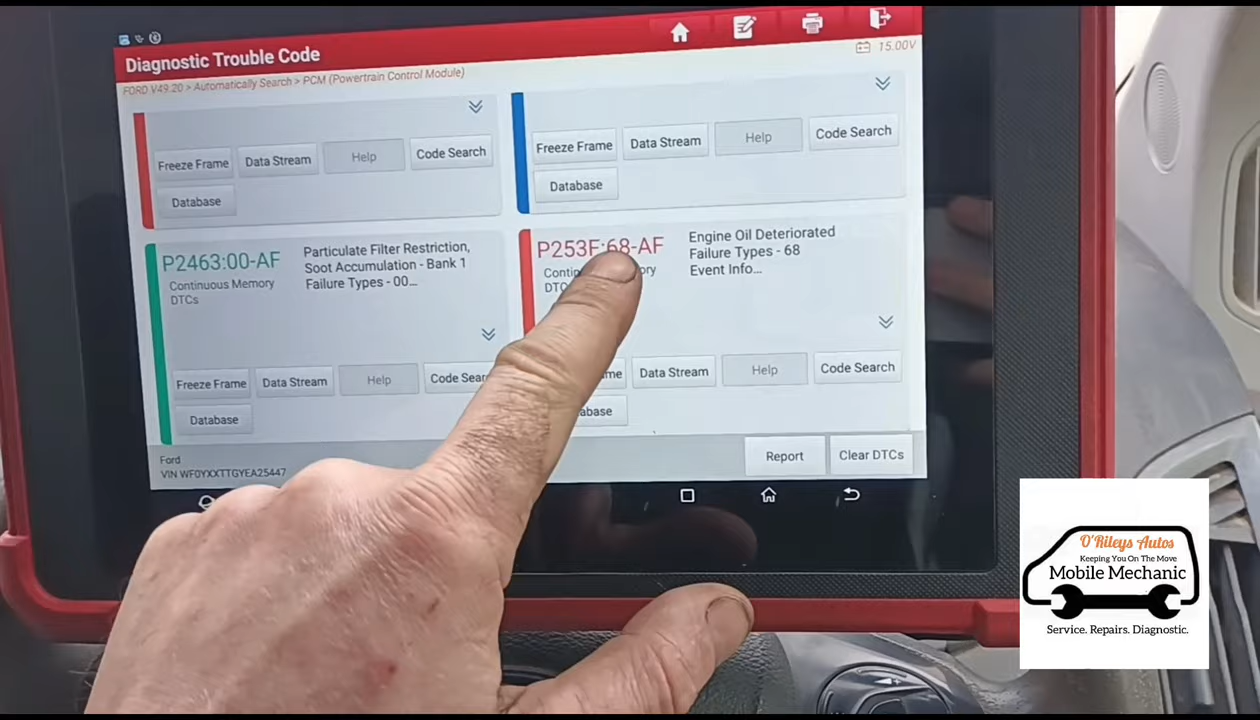 Diagnostic Trouble Code
15.00V
FORD V49.20 > Automatically Search > PCM (Powertrain Control Module)
Freeze Frame
Data Stream
Help
Code Search
Database
Freeze Frame
Data Stream
Help
Code Search
Database
P2463:00-AF
Continuous Memory
DTCs
Particulate Filter Restriction,
Soot Accumulation - Bank 1
Failure Types - 00...
Freeze Frame
Data Stream
Help
Code Sear
Database
P253F:68-AF
Engine Oil Deteriorated
Failure Types - 68
Event Info...
Data Stream
Help
Code Search
Ford
VIN WF0YXXTTGYEA25447
Report
Clear DTCs
O'Rileys Autos
Keeping You On The Move
Mobile Mechanic
Service. Repairs. Diagnostic.